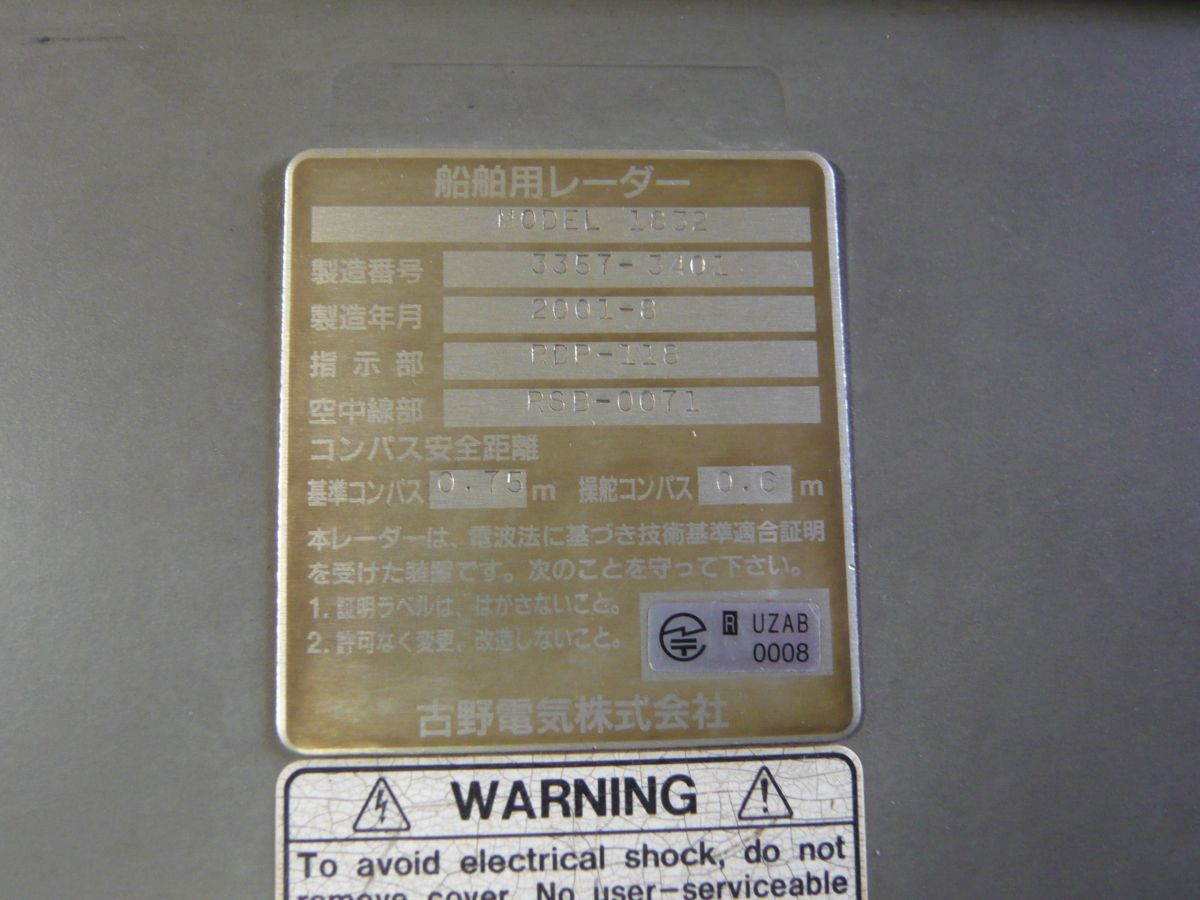 船舶用レーダー
MODEL 1832
製造番号 3357-3401
製造年月 2001-8
指示部 RDP-118
空中線部 RSB-0071
コンパス安全距離
基準コンパス 0.75 m 操舵コンパス 0.6 m
本レーダーは、電波法に基づき技術基準適合証明
を受けた装置です。次のことを守って下さい。
1. 証明ラベルは、はがさないこと。
2. 許可なく変更、改造しないこと。
R UZAB
0008
古野電気株式会社
WARNING
To avoid electrical shock, do not
remove cover. No user-serviceable